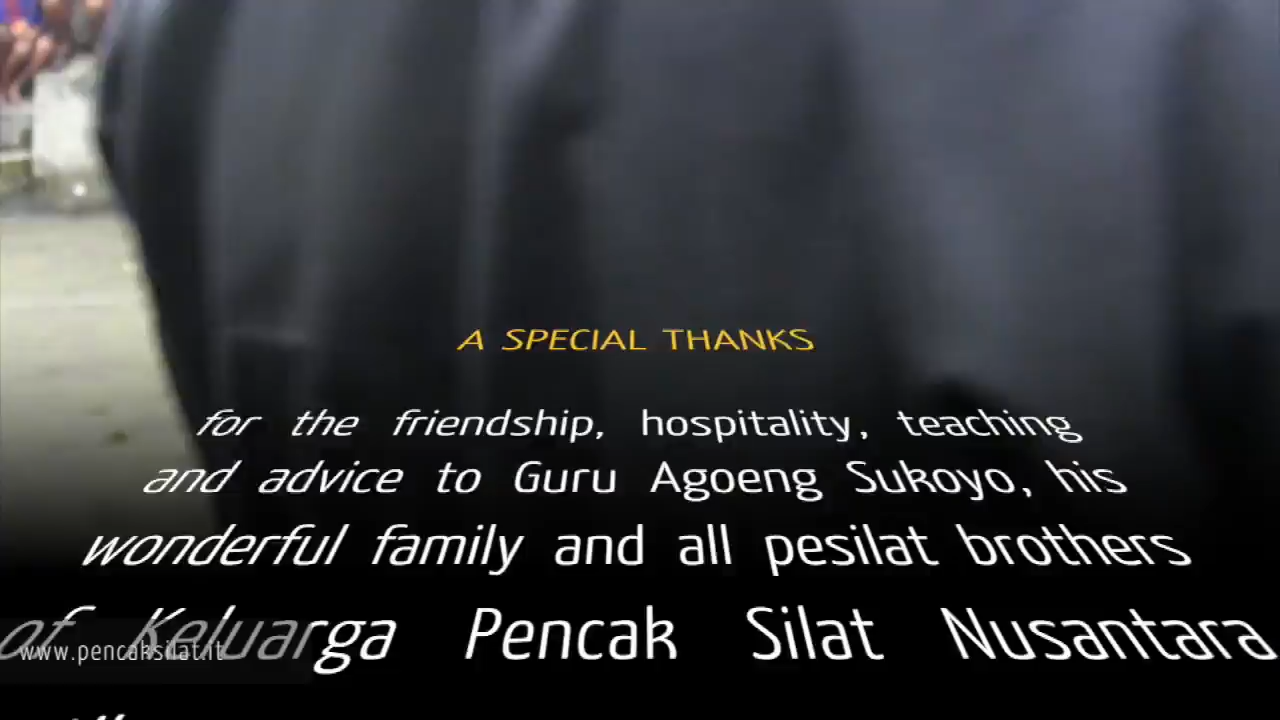 A SPECIAL THANKS
for the friendship, hospitality, teaching
and advice to Guru Agoeng Sukoyo, his
wonderful family and all pesilat brothers
of Keluarga Pencak Silat Nusantara
www.pencaksilat.it